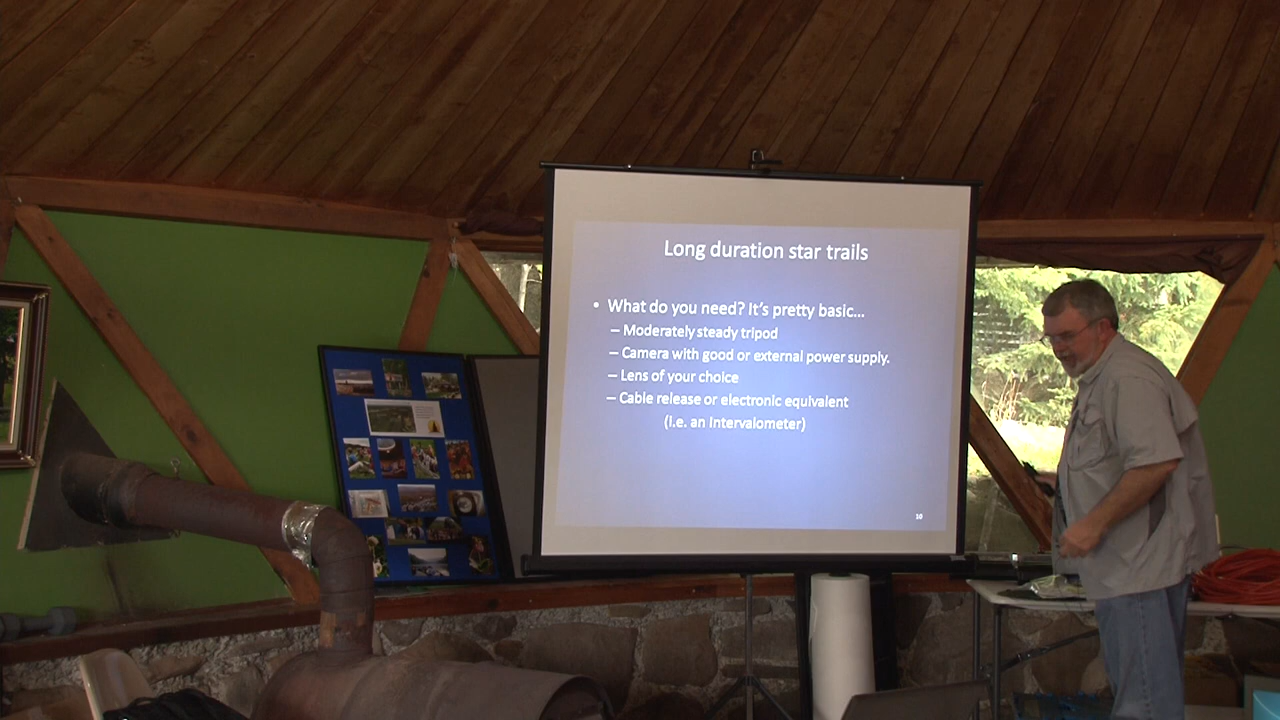 Long duration star trails
• What do you need? It's pretty basic...
– Moderately steady tripod
– Camera with good or external power supply.
– Lens of your choice
– Cable release or electronic equivalent
(I.e. an Intervalometer)
10